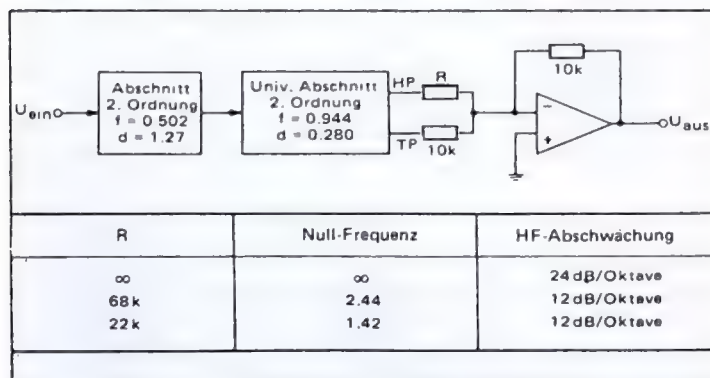 Abschnitt
2. Ordnung
f = 0.502
d = 1.27
Univ. Abschnitt
2. Ordnung
f = 0.944
d = 0.280
Uein
HP
R
TP
10k
10k
−
+
Uaus
R
Null-Frequenz
HF-Abschwächung
∞
∞
24 dB/Oktave
68k
2.44
12 dB/Oktave
22k
1.42
12 dB/Oktave